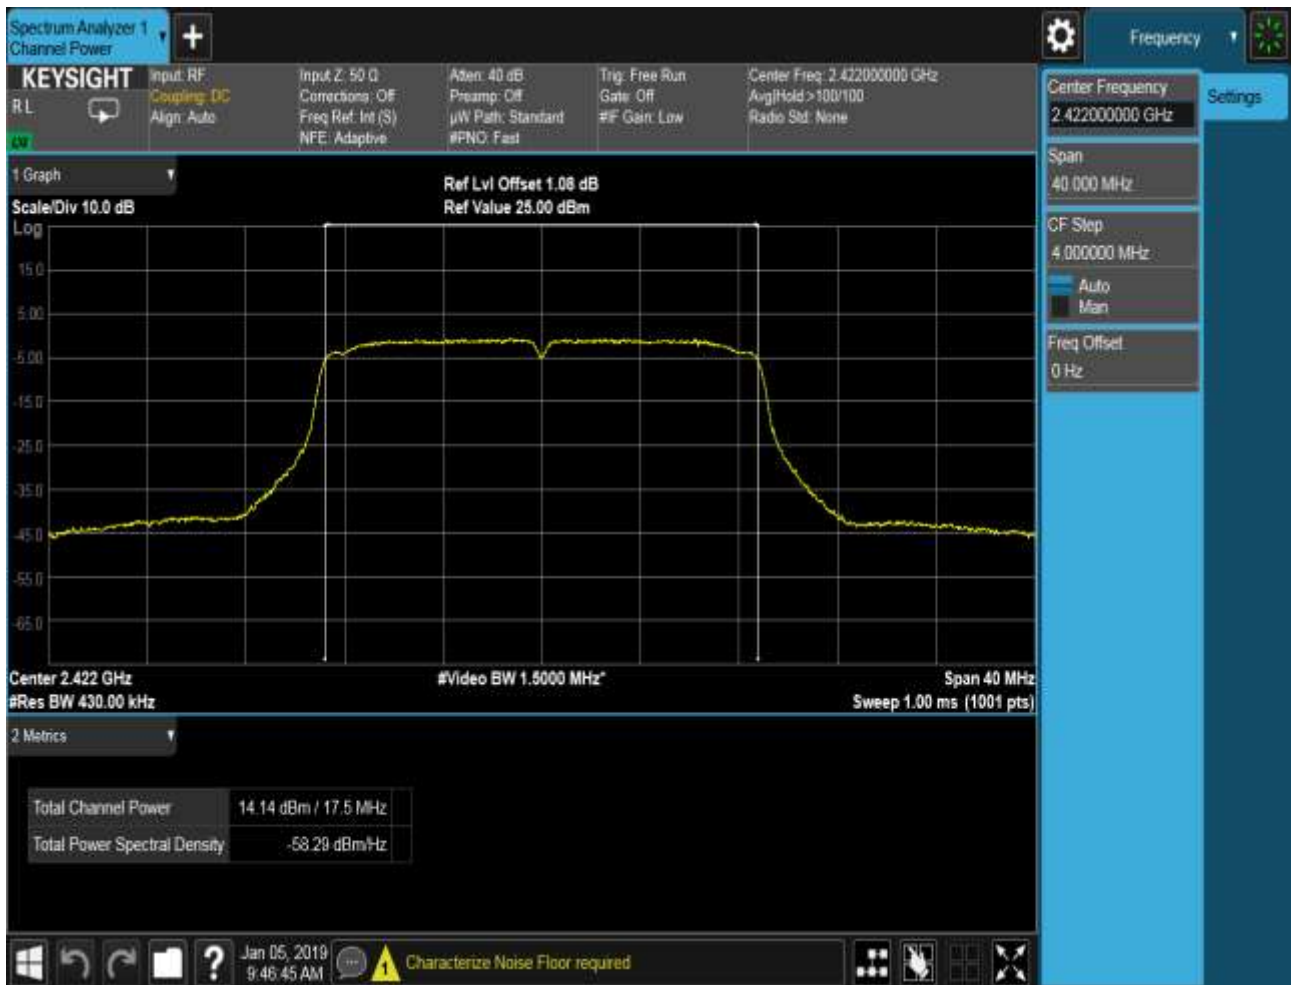 Spectrum Analyzer 1
Channel Power
Frequency
KEYSIGHT
R L
Input: RF
Coupling: DC
Align: Auto
Input Z: 50 Ω
Corrections: Off
Freq Ref: Int (S)
NFE: Adaptive
Atten: 40 dB
Preamp: Off
µW Path: Standard
#PNO: Fast
Trig: Free Run
Gate: Off
#IF Gain: Low
Center Freq: 2.422000000 GHz
Avg|Hold:>100/100
Radio Std: None
Center Frequency
2.422000000 GHz
Settings
Span
40.000 MHz
CF Step
4.000000 MHz
Auto
Man
Freq Offset
0 Hz
1 Graph
Scale/Div 10.0 dB
Ref Lvl Offset 1.08 dB
Ref Value 25.00 dBm
Log
15.0
5.00
-5.00
-15.0
-25.0
-35.0
-45.0
-55.0
-65.0
Center 2.422 GHz
#Video BW 1.5000 MHz*
Span 40 MHz
#Res BW 430.00 kHz
Sweep 1.00 ms (1001 pts)
2 Metrics
Total Channel Power
14.14 dBm / 17.5 MHz
Total Power Spectral Density
-58.29 dBm/Hz
Jan 05, 2019
9:46:45 AM
1
Characterize Noise Floor required